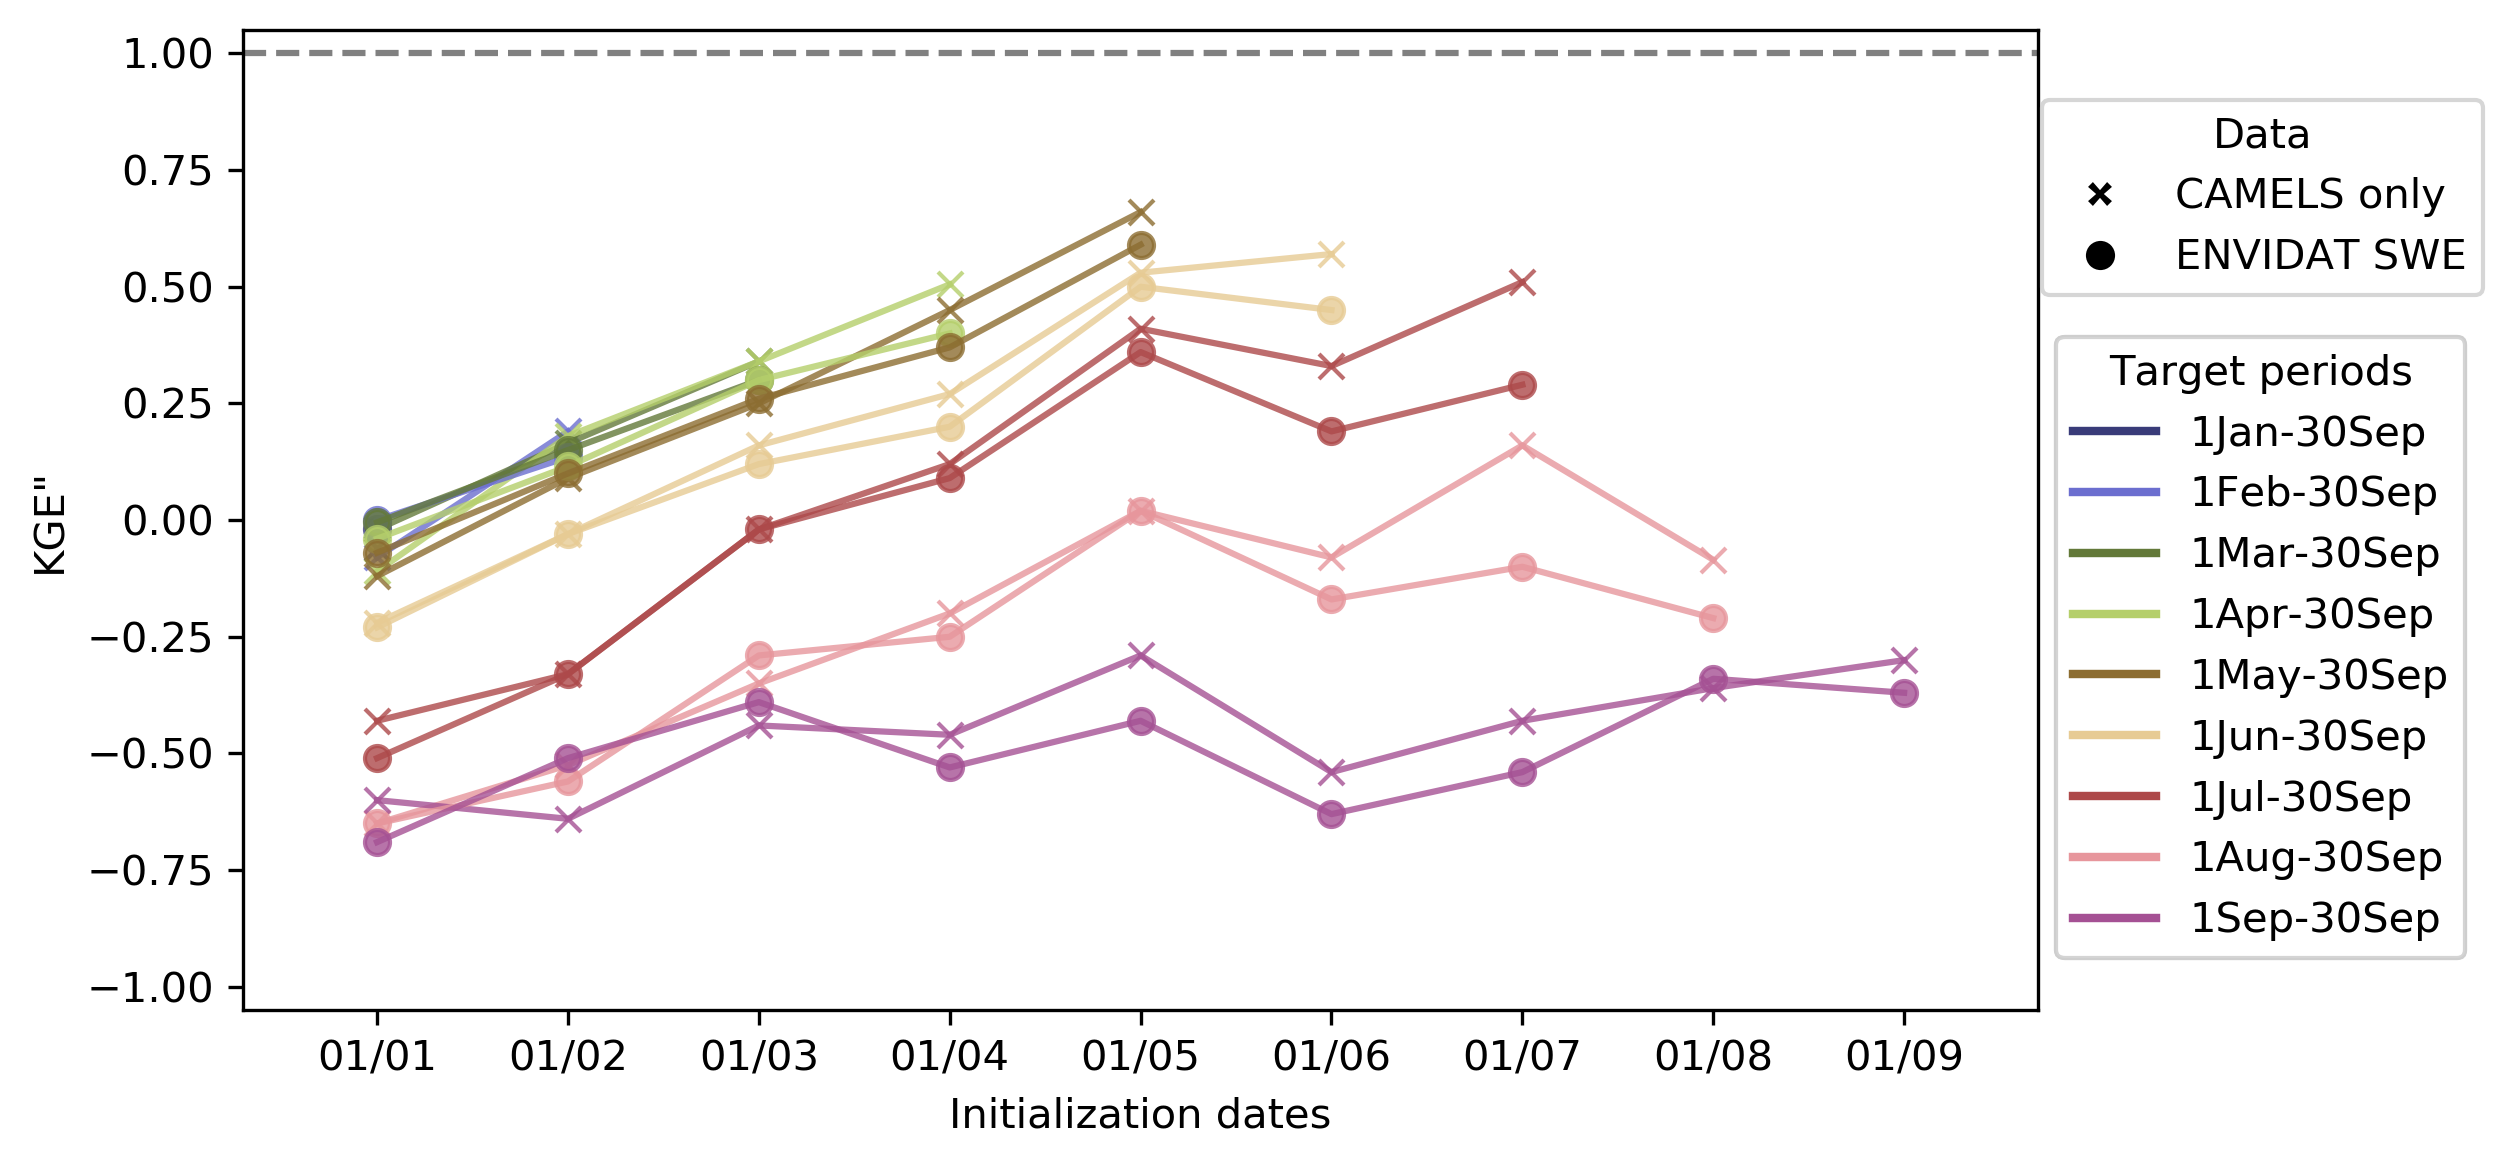 1.00
0.75
0.50
0.25
0.00
−0.25
−0.50
−0.75
−1.00
KGE"
01/01 01/02 01/03 01/04 01/05 01/06 01/07 01/08 01/09
Initialization dates
Data
CAMELS only
ENVIDAT SWE
Target periods
1Jan-30Sep
1Feb-30Sep
1Mar-30Sep
1Apr-30Sep
1May-30Sep
1Jun-30Sep
1Jul-30Sep
1Aug-30Sep
1Sep-30Sep